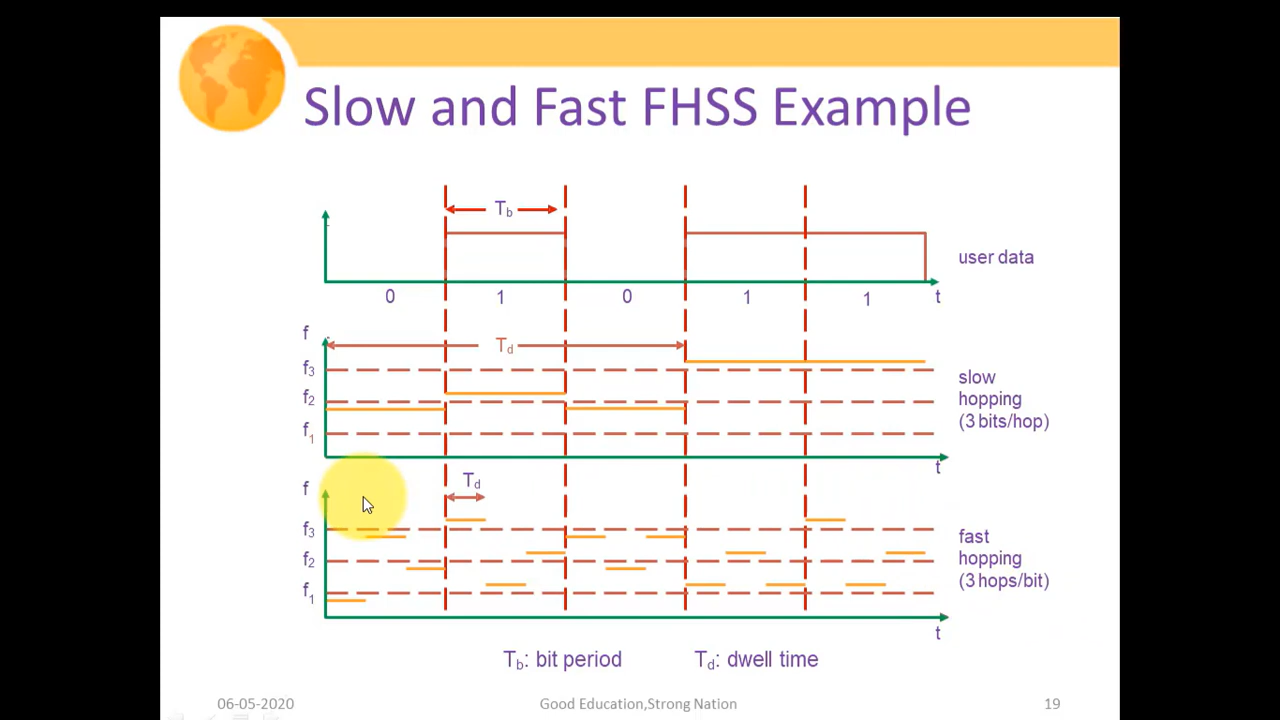 Slow and Fast FHSS Example
Tb
user data
0 1 0 1 1 t
f
Td
f3
f2
f1
slow
hopping
(3 bits/hop)
t
f
Td
f3
f2
f1
fast
hopping
(3 hops/bit)
t
Tb: bit period Td: dwell time
06-05-2020 Good Education,Strong Nation 19